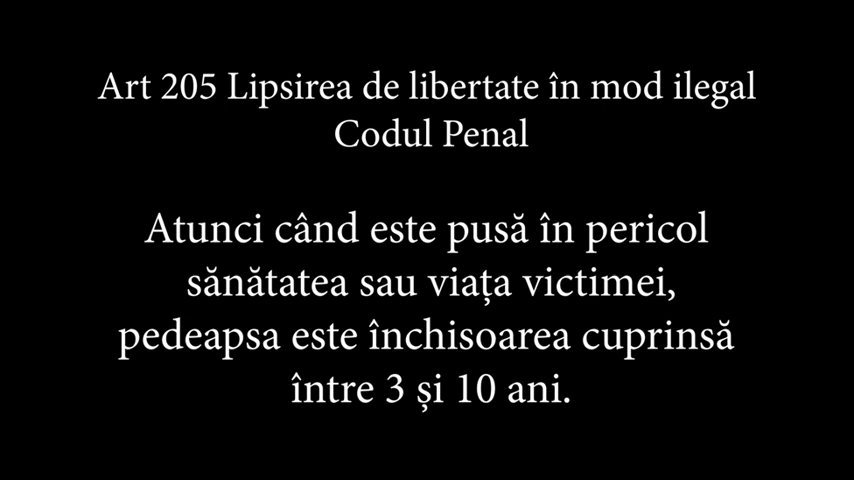 Art 205 Lipsirea de libertate în mod ilegal
Codul Penal
Atunci când este pusă în pericol
sănătatea sau viața victimei,
pedeapsa este închisoarea cuprinsă
între 3 și 10 ani.